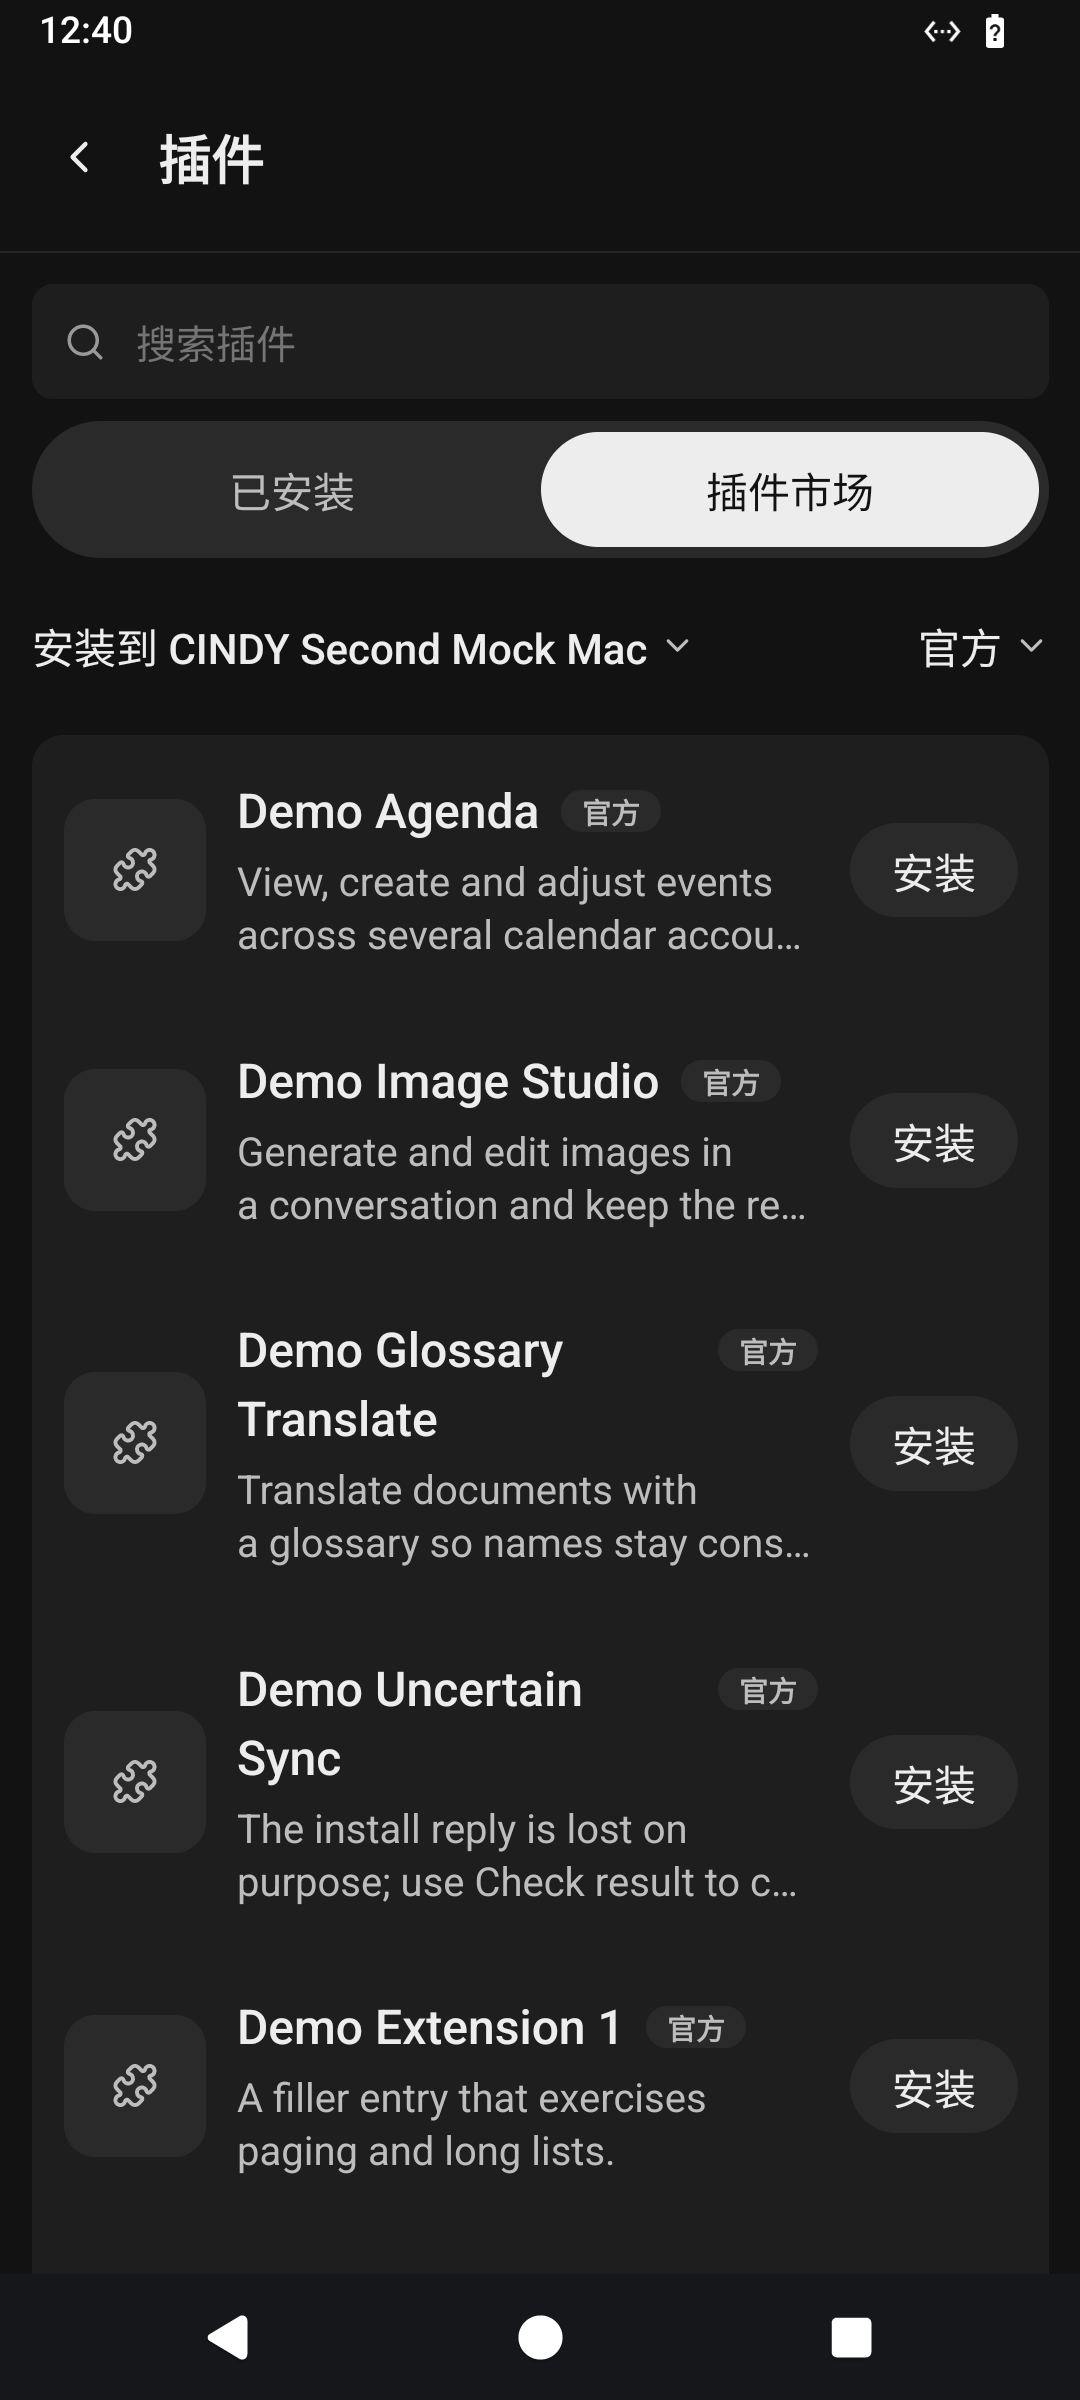 12:40
插件
搜索插件
已安装
插件市场
安装到 CINDY Second Mock Mac
官方
Demo Agenda 官方
View, create and adjust events
across several calendar accou...
安装
Demo Image Studio 官方
Generate and edit images in
a conversation and keep the re...
安装
Demo Glossary 官方
Translate
Translate documents with
a glossary so names stay cons...
安装
Demo Uncertain 官方
Sync
The install reply is lost on
purpose; use Check result to c...
安装
Demo Extension 1 官方
A filler entry that exercises
paging and long lists.
安装